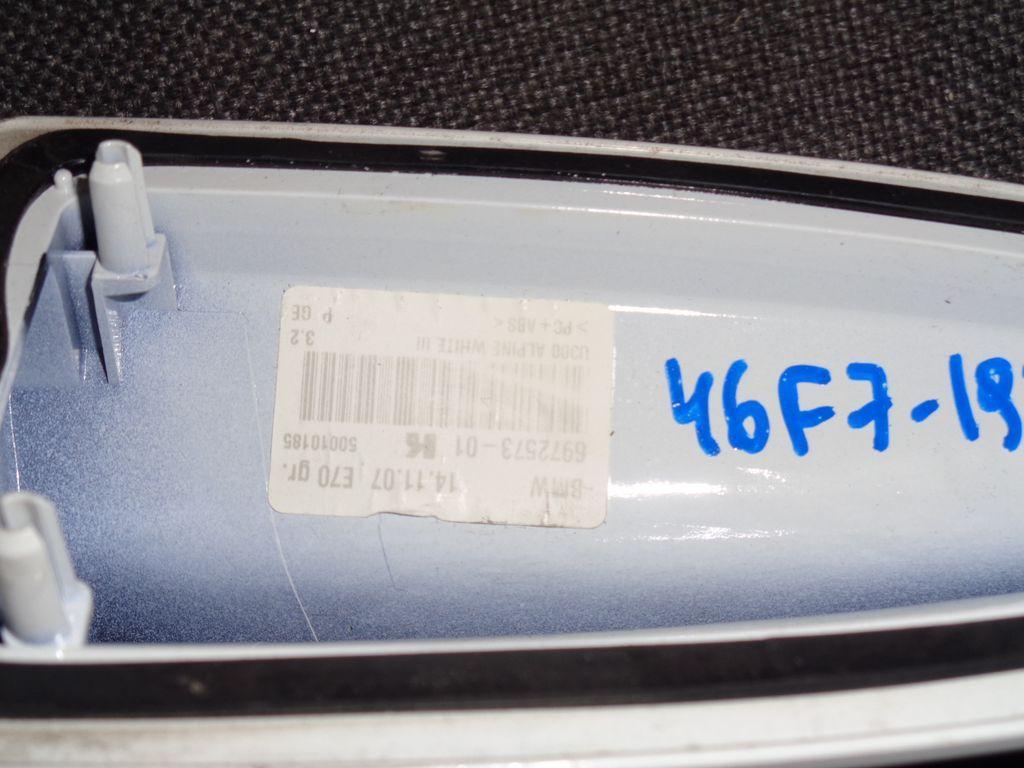 -BMW 14.11.07 E70 gr.
6972573-01 50010185
U300 ALPINE WHITE III 3.2
> PC + ABS < P GE
46F7-19